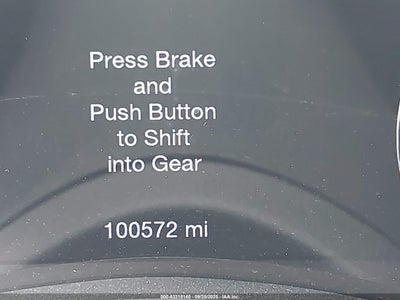 Press Brake
and
Push Button
to Shift
into Gear
100572 mi